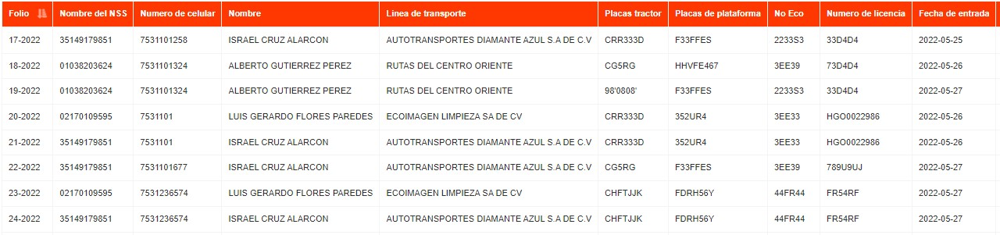 Folio Nombre del NSS Numero de celular Nombre Linea de transporte Placas tractor Placas de plataforma No Eco Numero de licencia Fecha de entrada
17-2022 35149179851 7531101258 ISRAEL CRUZ ALARCON AUTOTRANSPORTES DIAMANTE AZUL S.A DE C.V CRR333D F33FFES 2233S3 33D4D4 2022-05-25
18-2022 01038203624 7531101324 ALBERTO GUTIERREZ PEREZ RUTAS DEL CENTRO ORIENTE CG5RG HHVFE467 3EE39 73D4D4 2022-05-26
19-2022 01038203624 7531101324 ALBERTO GUTIERREZ PEREZ RUTAS DEL CENTRO ORIENTE 98'0808' F33FFES 2233S3 33D4D4 2022-05-27
20-2022 02170109595 7531101 LUIS GERARDO FLORES PAREDES ECOIMAGEN LIMPIEZA SA DE CV CRR333D 352UR4 3EE33 HGO0022986 2022-05-26
21-2022 35149179851 7531101 ISRAEL CRUZ ALARCON AUTOTRANSPORTES DIAMANTE AZUL S.A DE C.V CRR333D 352UR4 3EE33 HGO0022986 2022-05-26
22-2022 35149179851 7531101677 ISRAEL CRUZ ALARCON AUTOTRANSPORTES DIAMANTE AZUL S.A DE C.V CG5RG F33FFES 3EE39 789U9UJ 2022-05-27
23-2022 02170109595 7531236574 LUIS GERARDO FLORES PAREDES ECOIMAGEN LIMPIEZA SA DE CV CHFTJJK FDRH56Y 44FR44 FR54RF 2022-05-27
24-2022 35149179851 7531236574 ISRAEL CRUZ ALARCON AUTOTRANSPORTES DIAMANTE AZUL S.A DE C.V CHFTJJK FDRH56Y 44FR44 FR54RF 2022-05-27